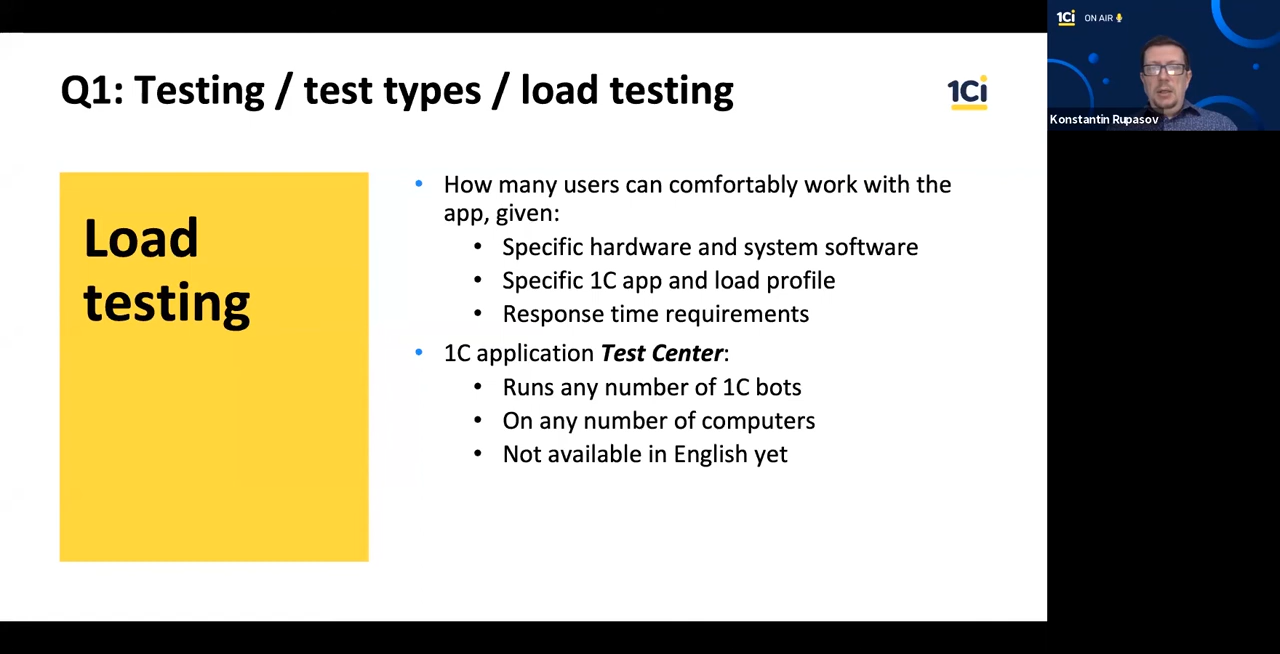 Q1: Testing / test types / load testing
1Ci
Load
testing
• How many users can comfortably work with the
app, given:
• Specific hardware and system software
• Specific 1C app and load profile
• Response time requirements
• 1C application Test Center:
• Runs any number of 1C bots
• On any number of computers
• Not available in English yet
1Ci ON AIR
Konstantin Rupasov